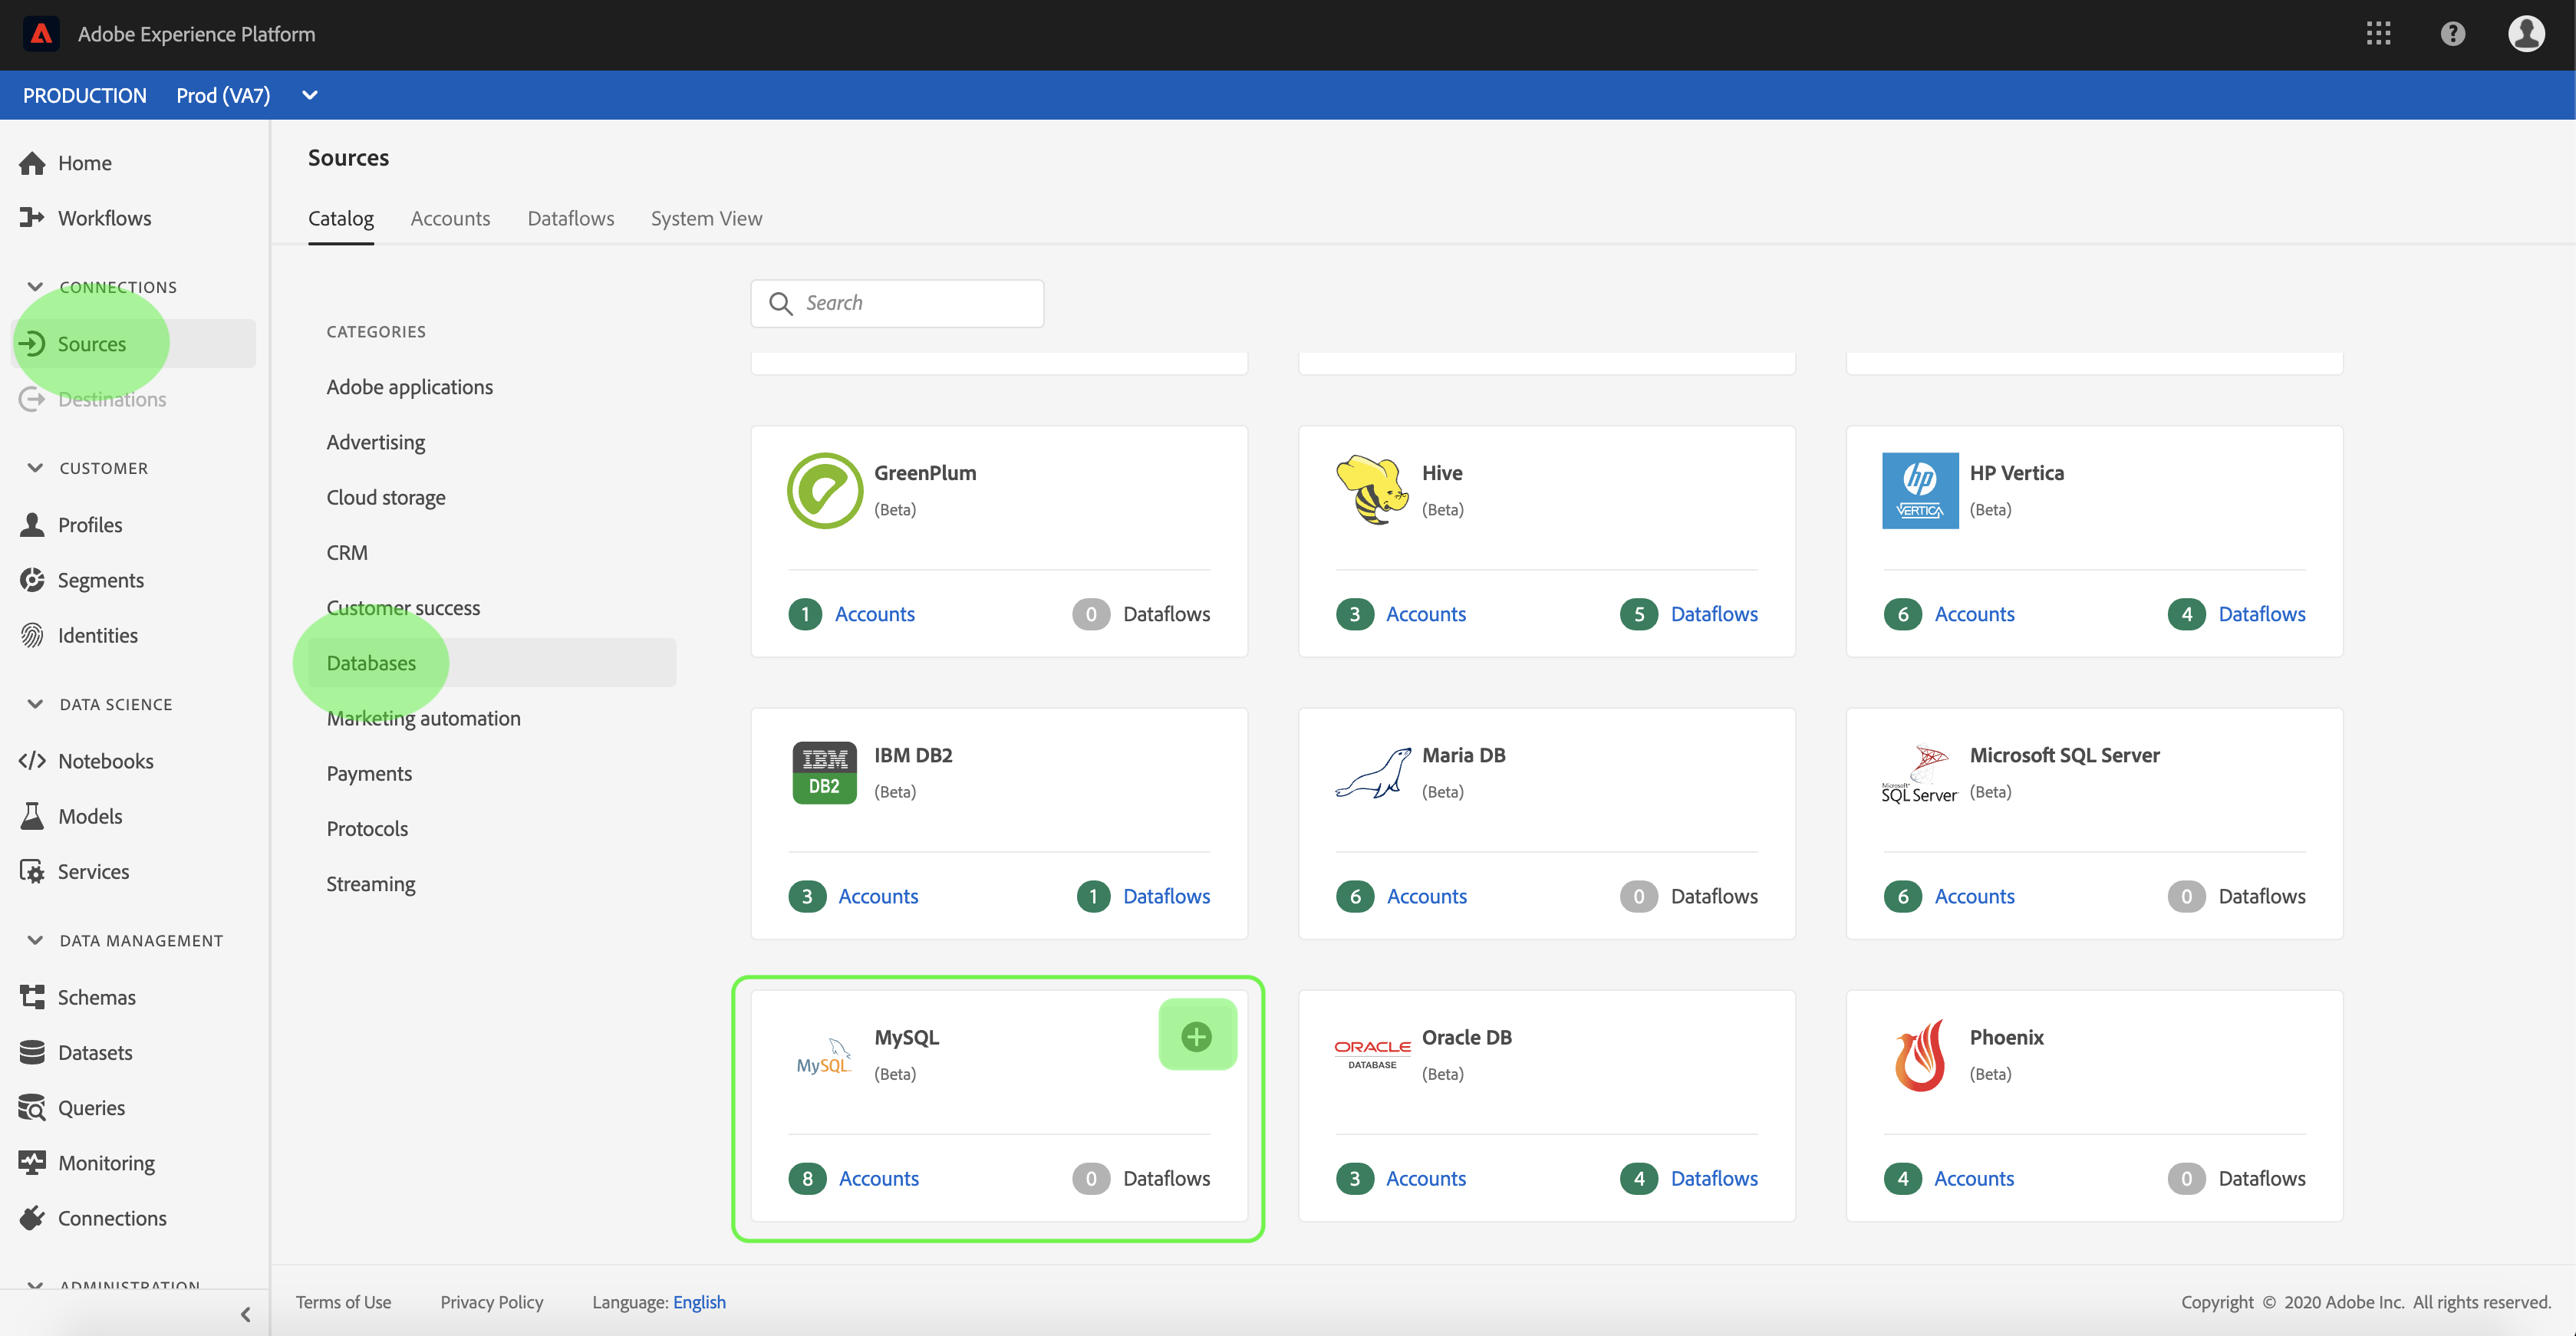 Adobe Experience Platform
PRODUCTION Prod (VA7)
Home
Workflows
CONNECTIONS
Sources
Destinations
CUSTOMER
Profiles
Segments
Identities
DATA SCIENCE
Notebooks
Models
Services
DATA MANAGEMENT
Schemas
Datasets
Queries
Monitoring
Connections
ADMINISTRATION
Sources
Catalog Accounts Dataflows System View
CATEGORIES
Adobe applications
Advertising
Cloud storage
CRM
Customer success
Databases
Marketing automation
Payments
Protocols
Streaming
Search
GreenPlum
(Beta)
1 Accounts 0 Dataflows
Hive
(Beta)
3 Accounts 5 Dataflows
hp
VERTICA
HP Vertica
(Beta)
6 Accounts 4 Dataflows
IBM
DB2
IBM DB2
(Beta)
3 Accounts 1 Dataflows
Maria DB
(Beta)
6 Accounts 0 Dataflows
Microsoft
SQL Server
Microsoft SQL Server
(Beta)
6 Accounts 0 Dataflows
MySQL
MySQL
(Beta)
8 Accounts 0 Dataflows
ORACLE
DATABASE
Oracle DB
(Beta)
3 Accounts 4 Dataflows
Phoenix
(Beta)
4 Accounts 0 Dataflows
Terms of Use Privacy Policy Language: English
Copyright © 2020 Adobe Inc. All rights reserved.